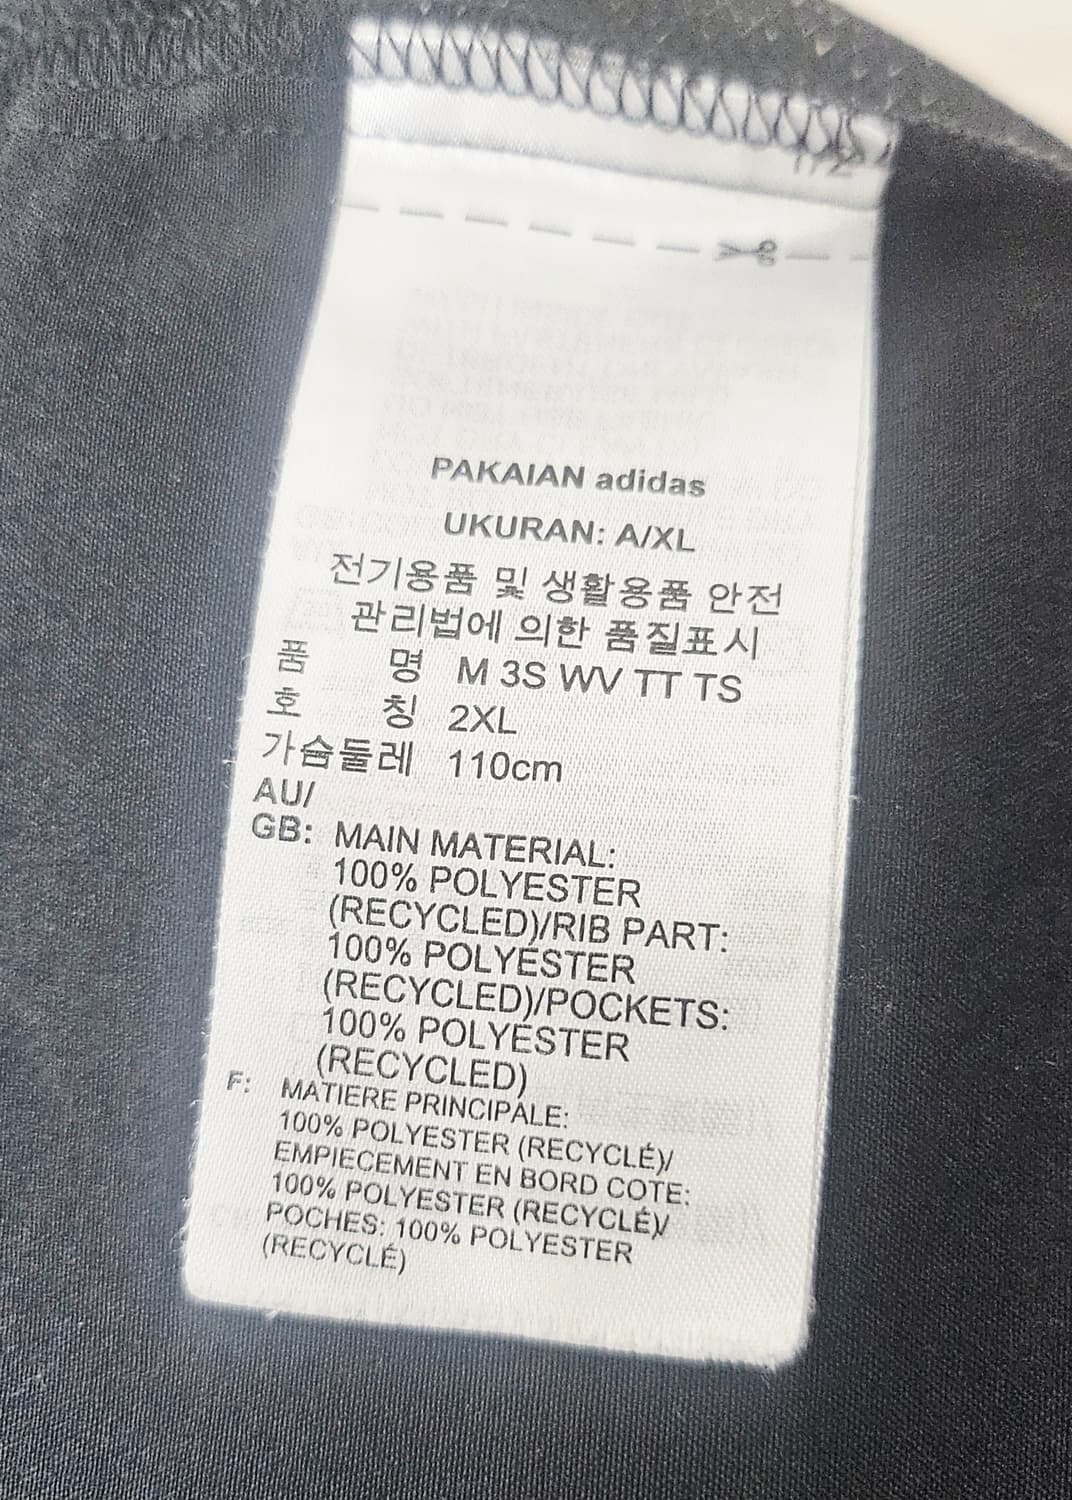 PAKAIAN adidas
UKURAN: A/XL
전기용품 및 생활용품 안전
관리법에 의한 품질표시
품 명 M 3S WV TT TS
호 칭 2XL
가슴둘레 110cm
AU/
GB: MAIN MATERIAL:
100% POLYESTER
(RECYCLED)/RIB PART:
100% POLYESTER
(RECYCLED)/POCKETS:
100% POLYESTER
(RECYCLED)
F: MATIERE PRINCIPALE:
100% POLYESTER (RECYCLÉ)/
EMPIECEMENT EN BORD COTE:
100% POLYESTER (RECYCLÉ)/
POCHES: 100% POLYESTER
(RECYCLÉ)